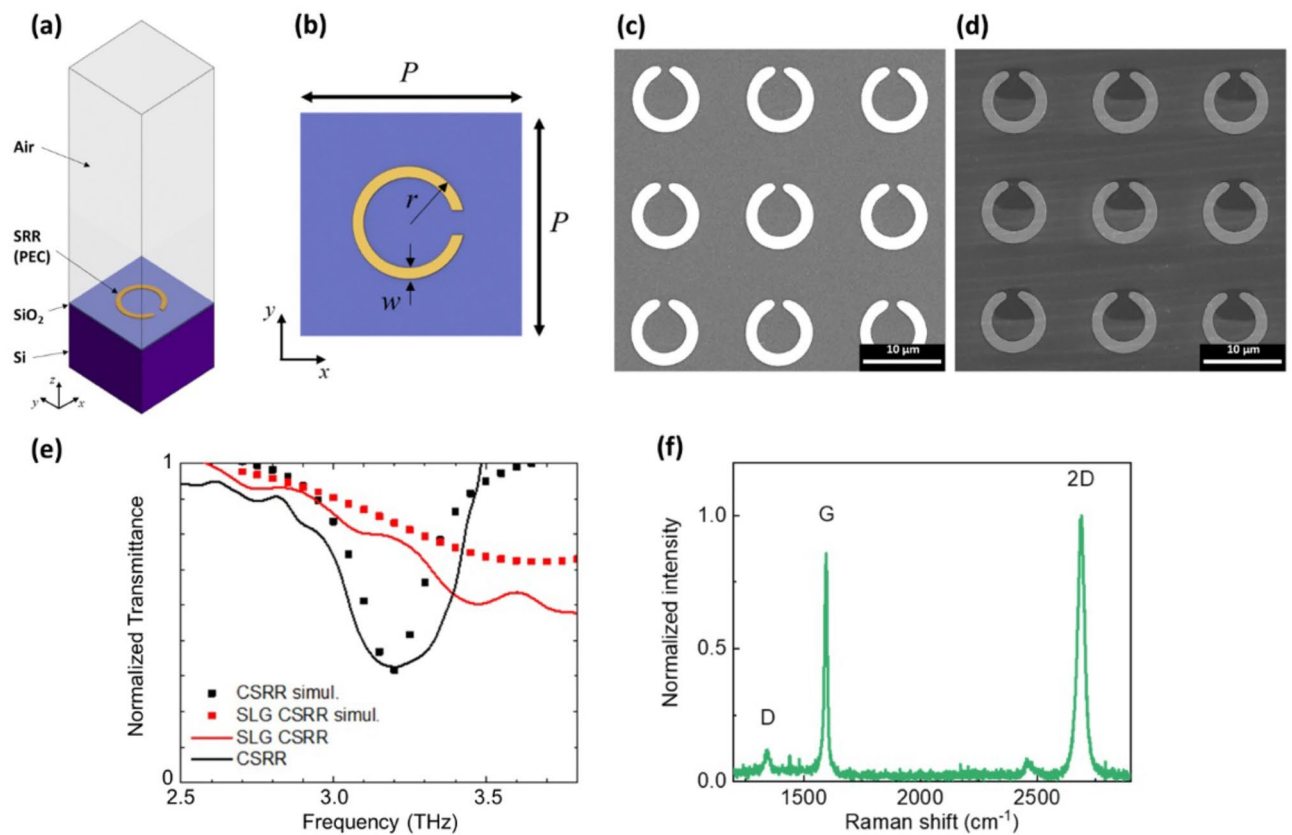 (a)
Air
SRR
(PEC)
SiO2
Si
z
y
x
(b)
P
r
P
w
y
x
(c)
10 μm
(d)
10 μm
(e)
Normalized Transmittance
1
0
CSRR simul.
SLG CSRR simul.
SLG CSRR
CSRR
2.5
3.0
3.5
Frequency (THz)
(f)
Normalized intensity
1.0
0.5
0.0
D
G
2D
1500
2000
2500
Raman shift (cm-1)